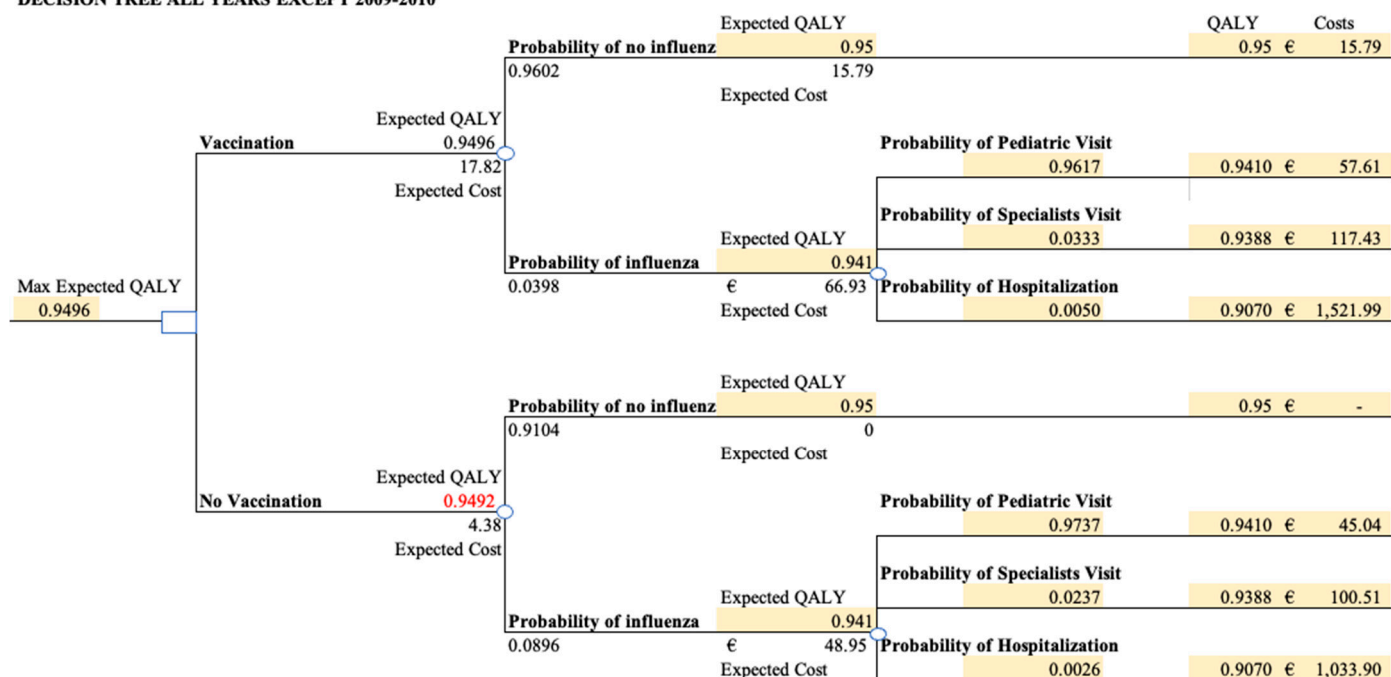 DECISION TREE ALL YEARS EXCEPT 2009-2010
Expected QALY QALY Costs
Probability of no influenz 0.95 0.95 € 15.79
0.9602 15.79
Expected Cost
Expected QALY
Vaccination 0.9496 Probability of Pediatric Visit
17.82 0.9617 0.9410 € 57.61
Expected Cost
Probability of Specialists Visit
Expected QALY 0.0333 0.9388 € 117.43
Probability of influenza 0.941
Max Expected QALY 0.0398 € 66.93 Probability of Hospitalization
0.9496 Expected Cost 0.0050 0.9070 € 1,521.99
Expected QALY
Probability of no influenz 0.95 0.95 € -
0.9104 0
Expected Cost
Expected QALY
No Vaccination 0.9492 Probability of Pediatric Visit
4.38 0.9737 0.9410 € 45.04
Expected Cost
Probability of Specialists Visit
Expected QALY 0.0237 0.9388 € 100.51
Probability of influenza 0.941
0.0896 € 48.95 Probability of Hospitalization
Expected Cost 0.0026 0.9070 € 1,033.90